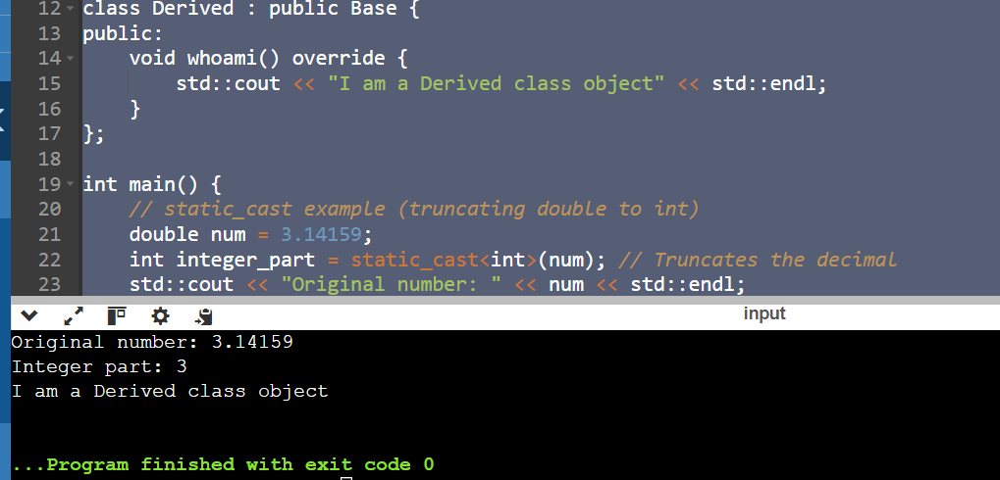 12 class Derived : public Base {
13 public:
14     void whoami() override {
15         std::cout << "I am a Derived class object" << std::endl;
16     }
17 };
18
19 int main() {
20     // static_cast example (truncating double to int)
21     double num = 3.14159;
22     int integer_part = static_cast<int>(num); // Truncates the decimal
23     std::cout << "Original number: " << num << std::endl;
input
Original number: 3.14159
Integer part: 3
I am a Derived class object
...Program finished with exit code 0